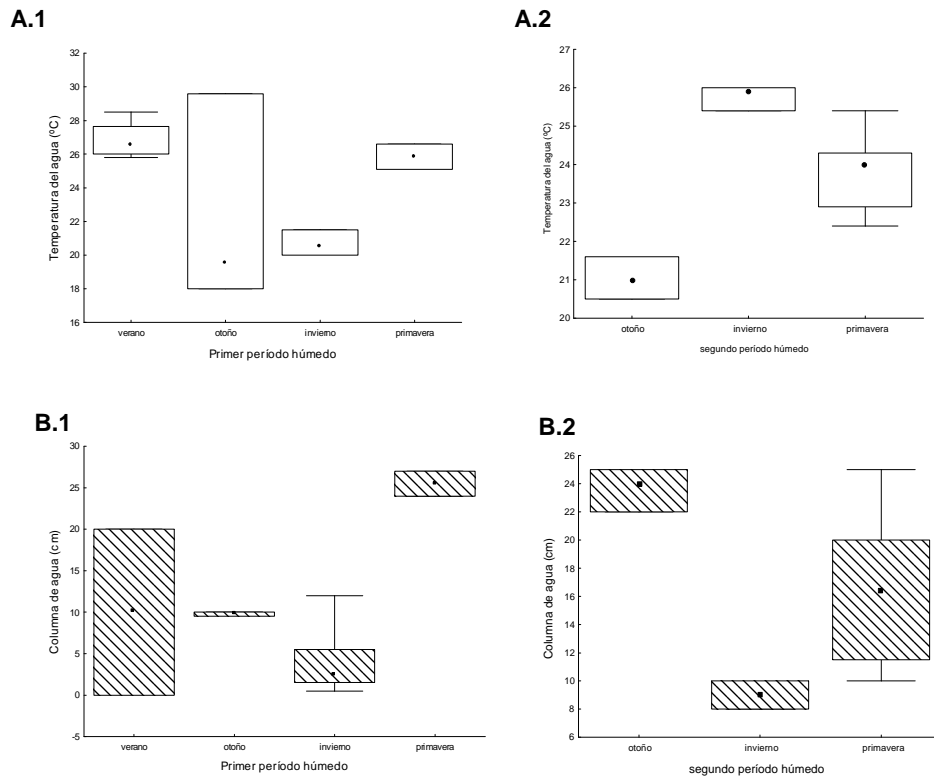 A.1
Temperatura del agua (ºC)
32
30
28
26
24
22
20
18
16
verano otoño invierno primavera
Primer período húmedo
A.2
Temperatura del agua (ºC)
27
26
25
24
23
22
21
20
otoño invierno primavera
segundo período húmedo
B.1
Columna de agua (cm)
30
25
20
15
10
5
0
-5
verano otoño invierno primavera
Primer período húmedo
B.2
Columna de agua (cm)
26
24
22
20
18
16
14
12
10
8
6
otoño invierno primavera
segundo período húmedo